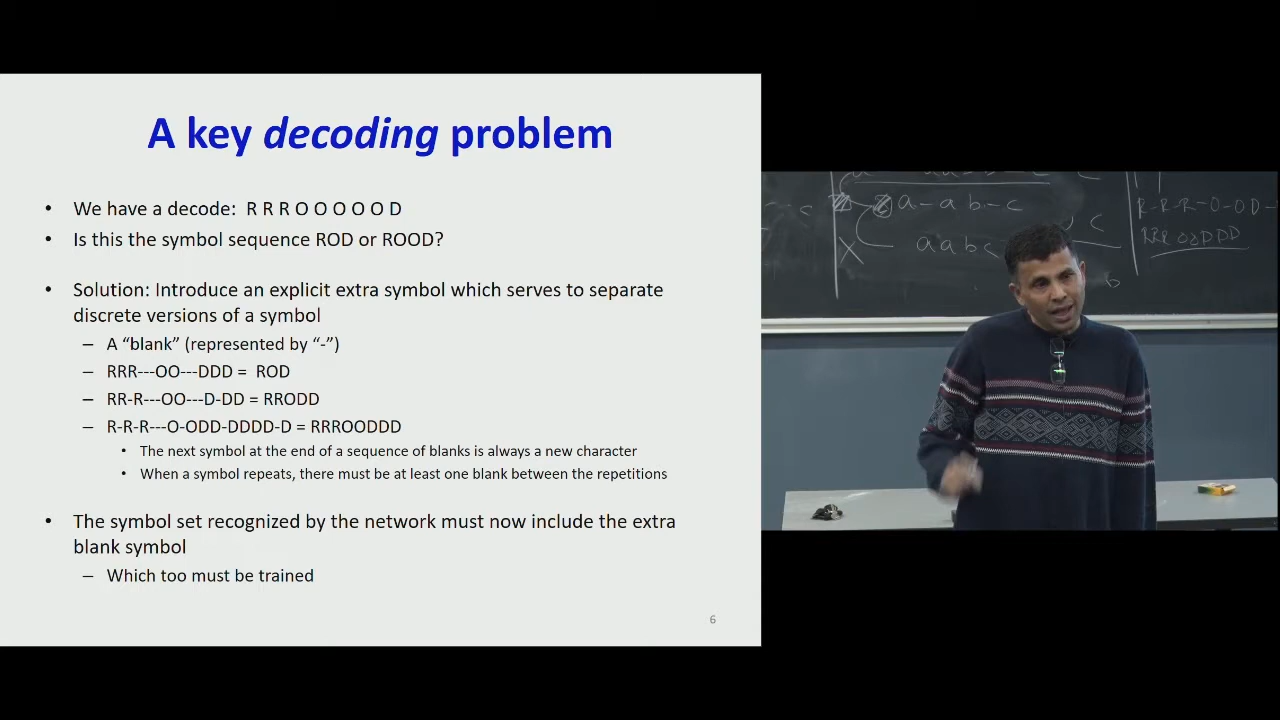 A key decoding problem
• We have a decode: R R R O O O O O D
• Is this the symbol sequence ROD or ROOD?
• Solution: Introduce an explicit extra symbol which serves to separate
discrete versions of a symbol
– A “blank” (represented by “-”)
– RRR---OO---DDD = ROD
– RR-R---OO---D-DD = RRODD
– R-R-R---O-ODD-DDDD-D = RRROODDD
• The next symbol at the end of a sequence of blanks is always a new character
• When a symbol repeats, there must be at least one blank between the repetitions
• The symbol set recognized by the network must now include the extra
blank symbol
– Which too must be trained
6
a-ab-c
aabc
R-R-R-O-OD-
RRROODDD